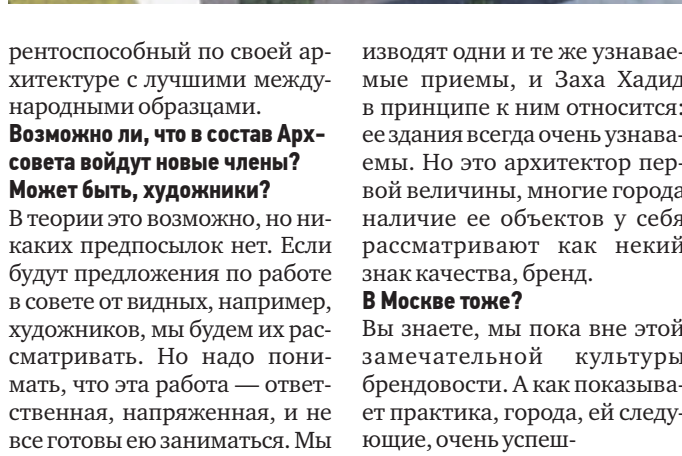 рентоспособный по своей ар-
хитектуре с лучшими между-
народными образцами.
Возможно ли, что в состав Арх-
совета войдут новые члены?
Может быть, художники?
В теории это возможно, но ни-
каких предпосылок нет. Если
будут предложения по работе
в совете от видных, например,
художников, мы будем их рас-
сматривать. Но надо пони-
мать, что эта работа — ответ-
ственная, напряженная, и не
все готовы ею заниматься. Мы
изводят одни и те же узнавае-
мые приемы, и Заха Хадид
в принципе к ним относится:
ее здания всегда очень узнава-
емы. Но это архитектор пер-
вой величины, многие города
наличие ее объектов у себя
рассматривают как некий
знак качества, бренд.
В Москве тоже?
Вы знаете, мы пока вне этой
замечательной культуры
брендовости. А как показыва-
ет практика, города, ей следу-
ющие, очень успеш-